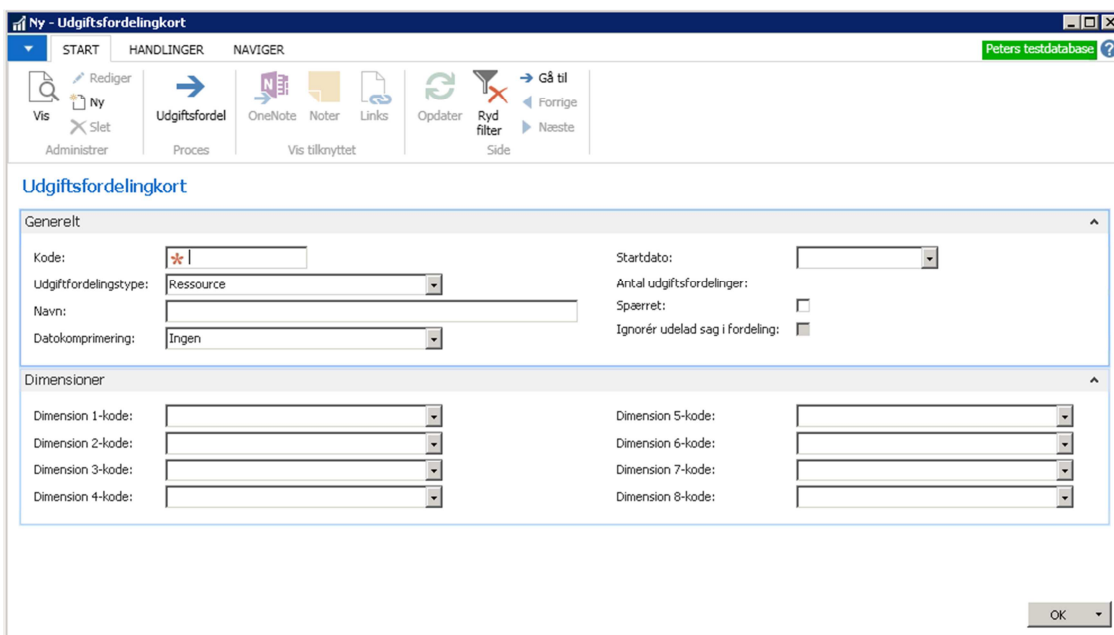 Ny - Udgiftsfordelingkort
START HANDLINGER NAVIGER
Peters testdatabase
Vis
Rediger
Ny
Slet
Administrer
Udgiftsfordel
Proces
OneNote Noter Links
Vis tilknyttet
Opdater
Ryd filter
Gå til
Forrige
Næste
Side
Udgiftsfordelingkort
Generelt
Kode:
Udgiftfordelingstype: Ressource
Navn:
Datokomprimering: Ingen
Startdato:
Antal udgiftsfordelinger:
Spærret:
Ignorér udelad sag i fordeling:
Dimensioner
Dimension 1-kode:
Dimension 2-kode:
Dimension 3-kode:
Dimension 4-kode:
Dimension 5-kode:
Dimension 6-kode:
Dimension 7-kode:
Dimension 8-kode:
OK